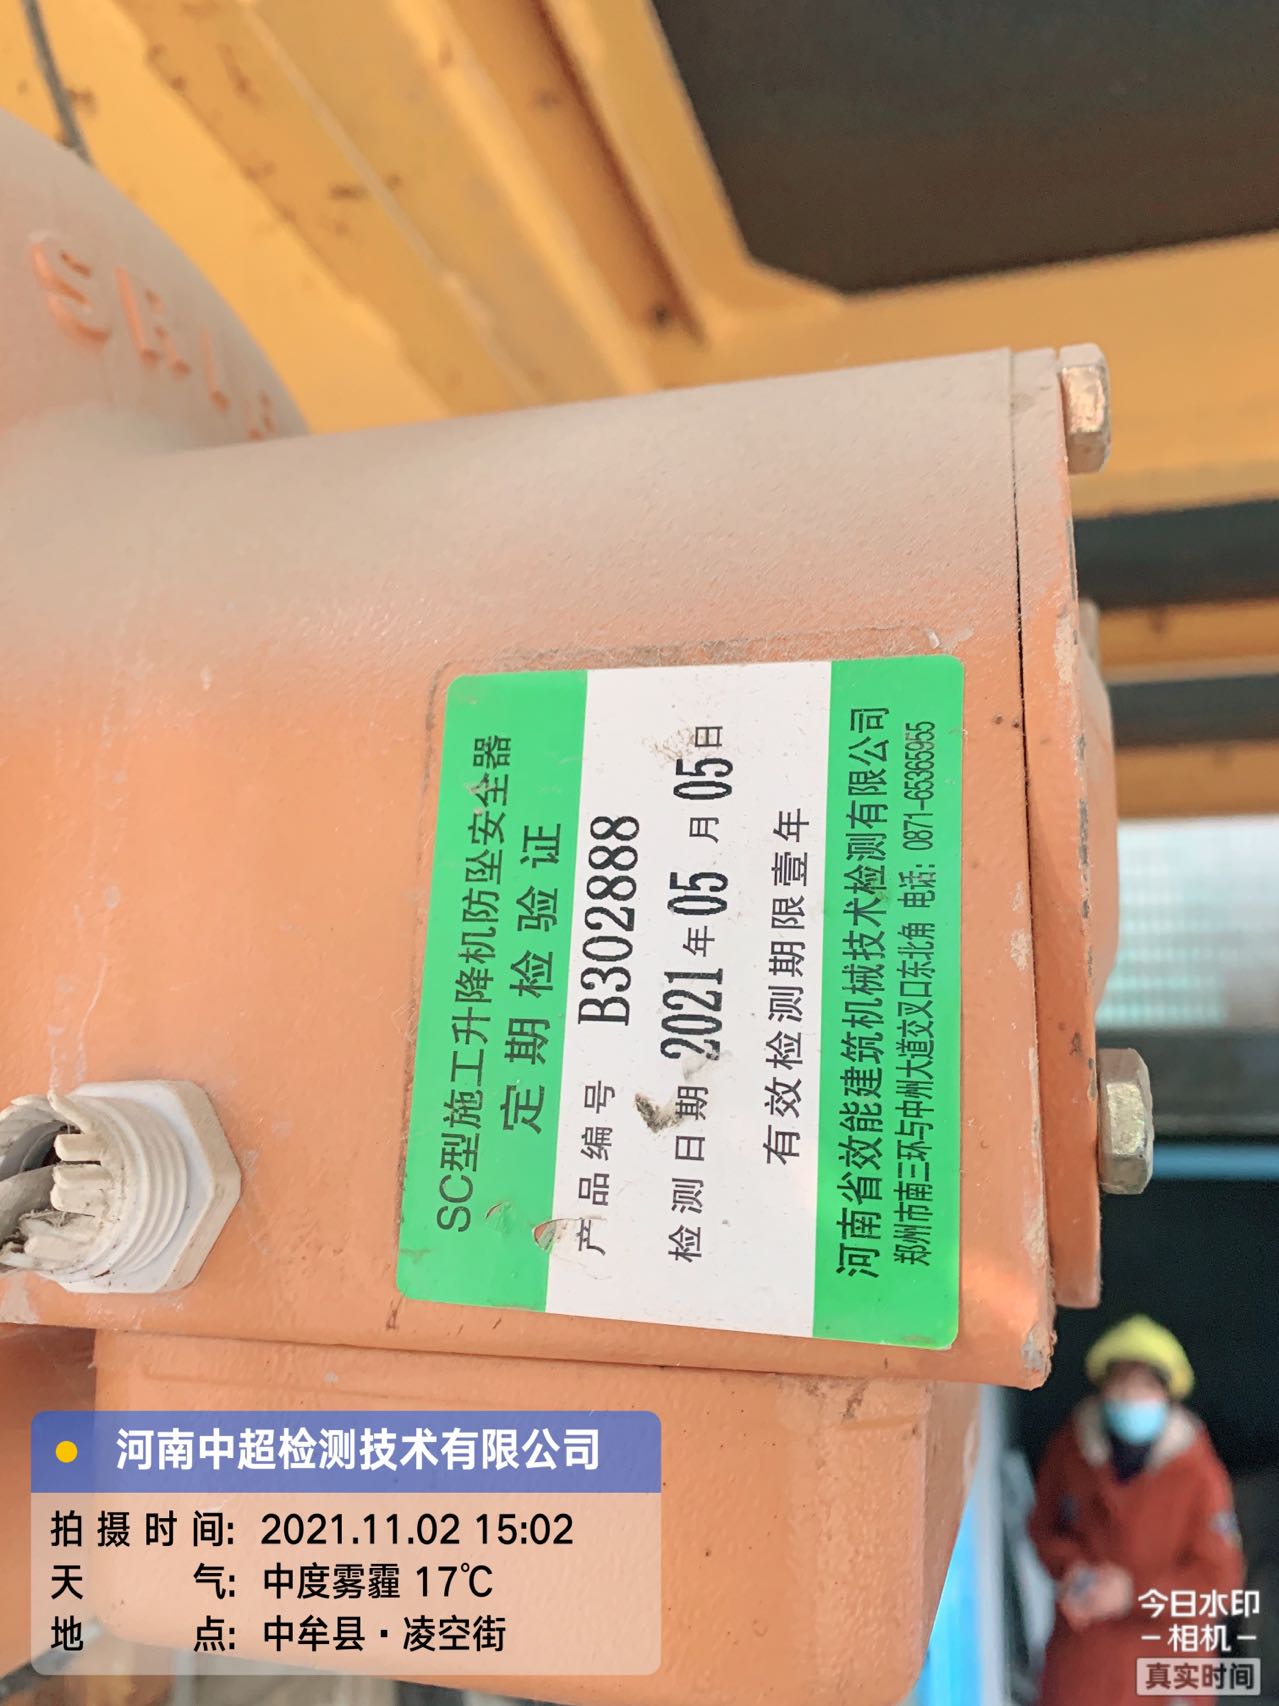 SC型施工升降机防坠安全器
定期检验证
产品编号 B302888
检测日期 2021年05月05日
有效检测期限壹年
河南省效能建筑机械技术检测有限公司
郑州市南三环与中州大道交叉口东北角 电话：0871-65365955
河南中超检测技术有限公司
拍摄时间: 2021.11.02 15:02
天气: 中度雾霾 17℃
地点: 中牟县·凌空街
今日水印
相机
真实时间